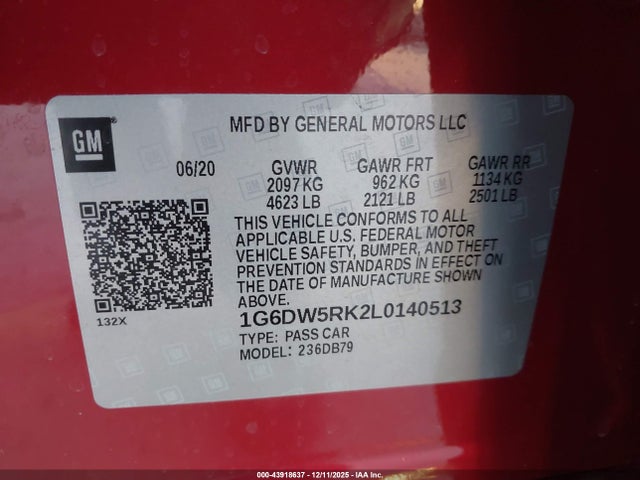 GM
MFD BY GENERAL MOTORS LLC
06/20 GVWR GAWR FRT GAWR RR
2097 KG 962 KG 1134 KG
4623 LB 2121 LB 2501 LB
THIS VEHICLE CONFORMS TO ALL
APPLICABLE U.S. FEDERAL MOTOR
VEHICLE SAFETY, BUMPER, AND THEFT
PREVENTION STANDARDS IN EFFECT ON
THE DATE OF MANUFACTURE SHOWN
ABOVE.
132X
1G6DW5RK2L0140513
TYPE: PASS CAR
MODEL: 236DB79
000-43918637 - 12/11/2025 - IAA Inc.